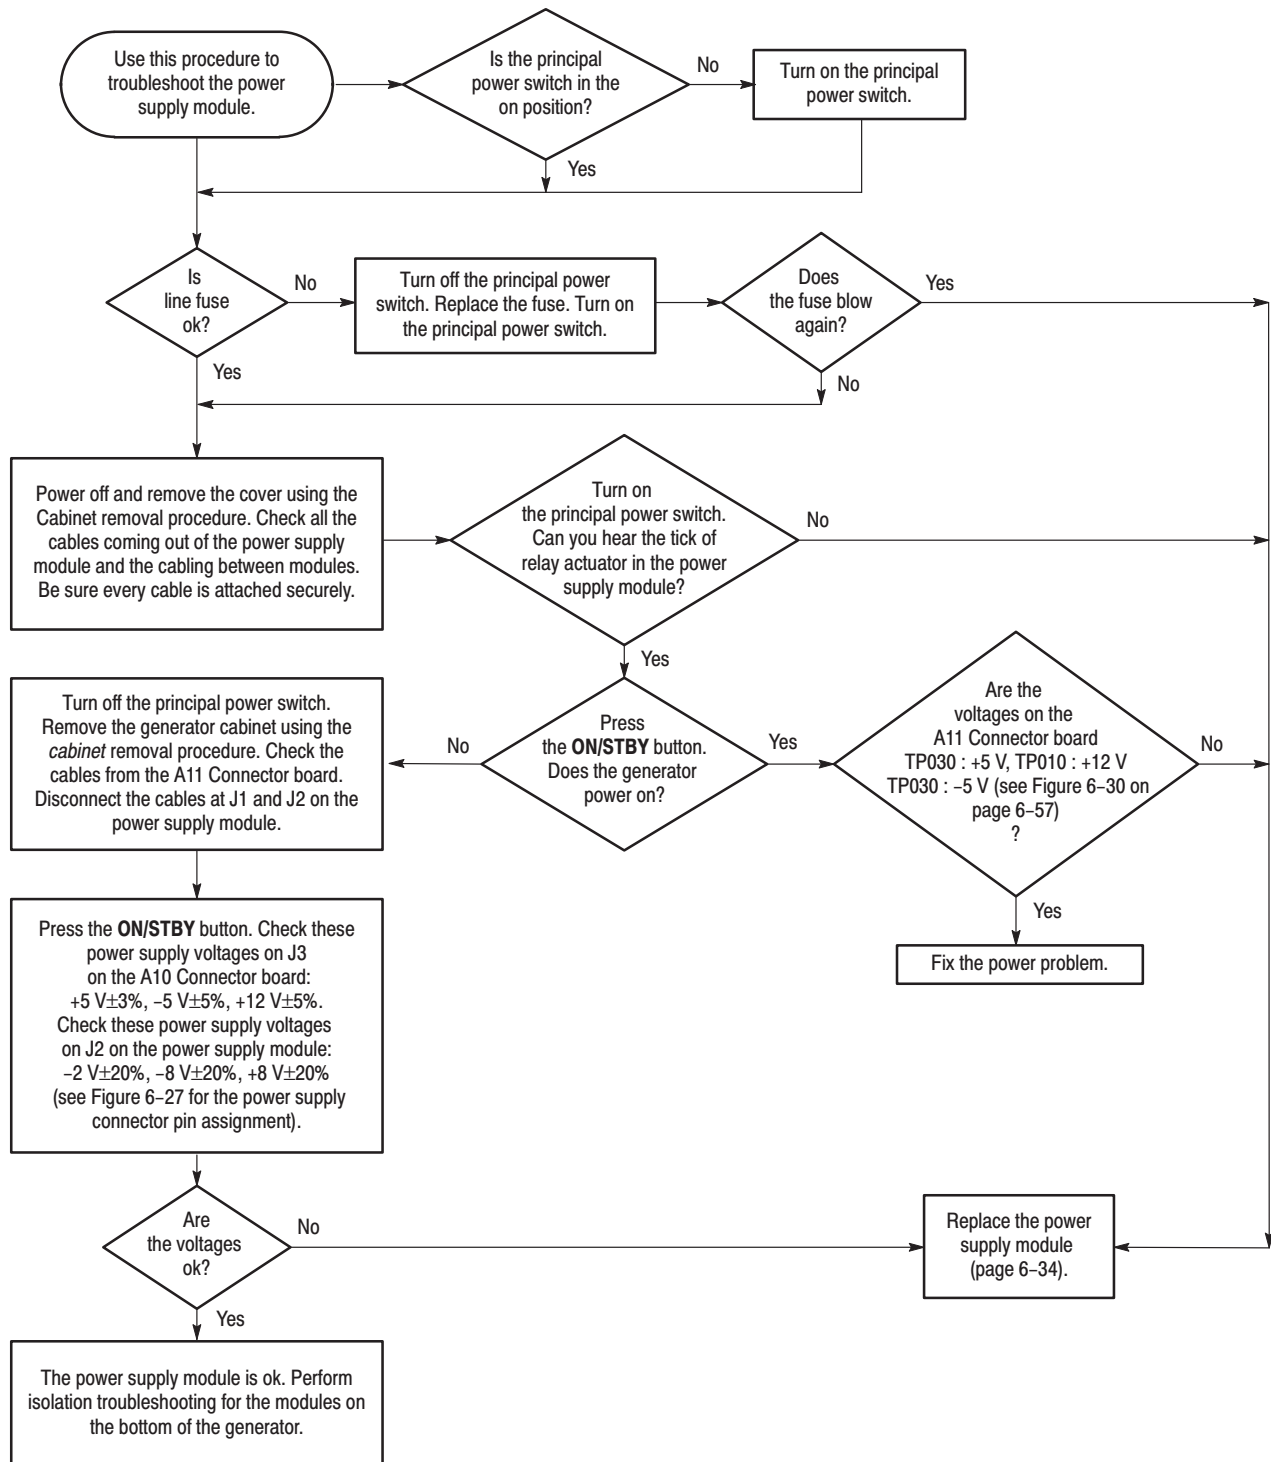 Use this procedure to
troubleshoot the power
supply module.
Is the principal
power switch in the
on position?
No
Turn on the principal
power switch.
Yes
Is
line fuse
ok?
No
Turn off the principal power
switch. Replace the fuse. Turn on
the principal power switch.
Does
the fuse blow
again?
Yes
Yes
No
Power off and remove the cover using the
Cabinet removal procedure. Check all the
cables coming out of the power supply
module and the cabling between modules.
Be sure every cable is attached securely.
Turn on
the principal power switch.
Can you hear the tick of
relay actuator in the power
supply module?
No
Yes
Turn off the principal power switch.
Remove the generator cabinet using the
cabinet removal procedure. Check the
cables from the A11 Connector board.
Disconnect the cables at J1 and J2 on the
power supply module.
No
Press
the ON/STBY button.
Does the generator
power on?
Yes
Are the
voltages on the
A11 Connector board
TP030 : +5 V, TP010 : +12 V
TP030 : −5 V (see Figure 6−30 on
page 6−57)
?
No
Yes
Fix the power problem.
Press the ON/STBY button. Check these
power supply voltages on J3
on the A10 Connector board:
+5 V±3%, −5 V±5%, +12 V±5%.
Check these power supply voltages
on J2 on the power supply module:
−2 V±20%, −8 V±20%, +8 V±20%
(see Figure 6−27 for the power supply
connector pin assignment).
Are
the voltages
ok?
No
Replace the power
supply module
(page 6−34).
Yes
The power supply module is ok. Perform
isolation troubleshooting for the modules on
the bottom of the generator.